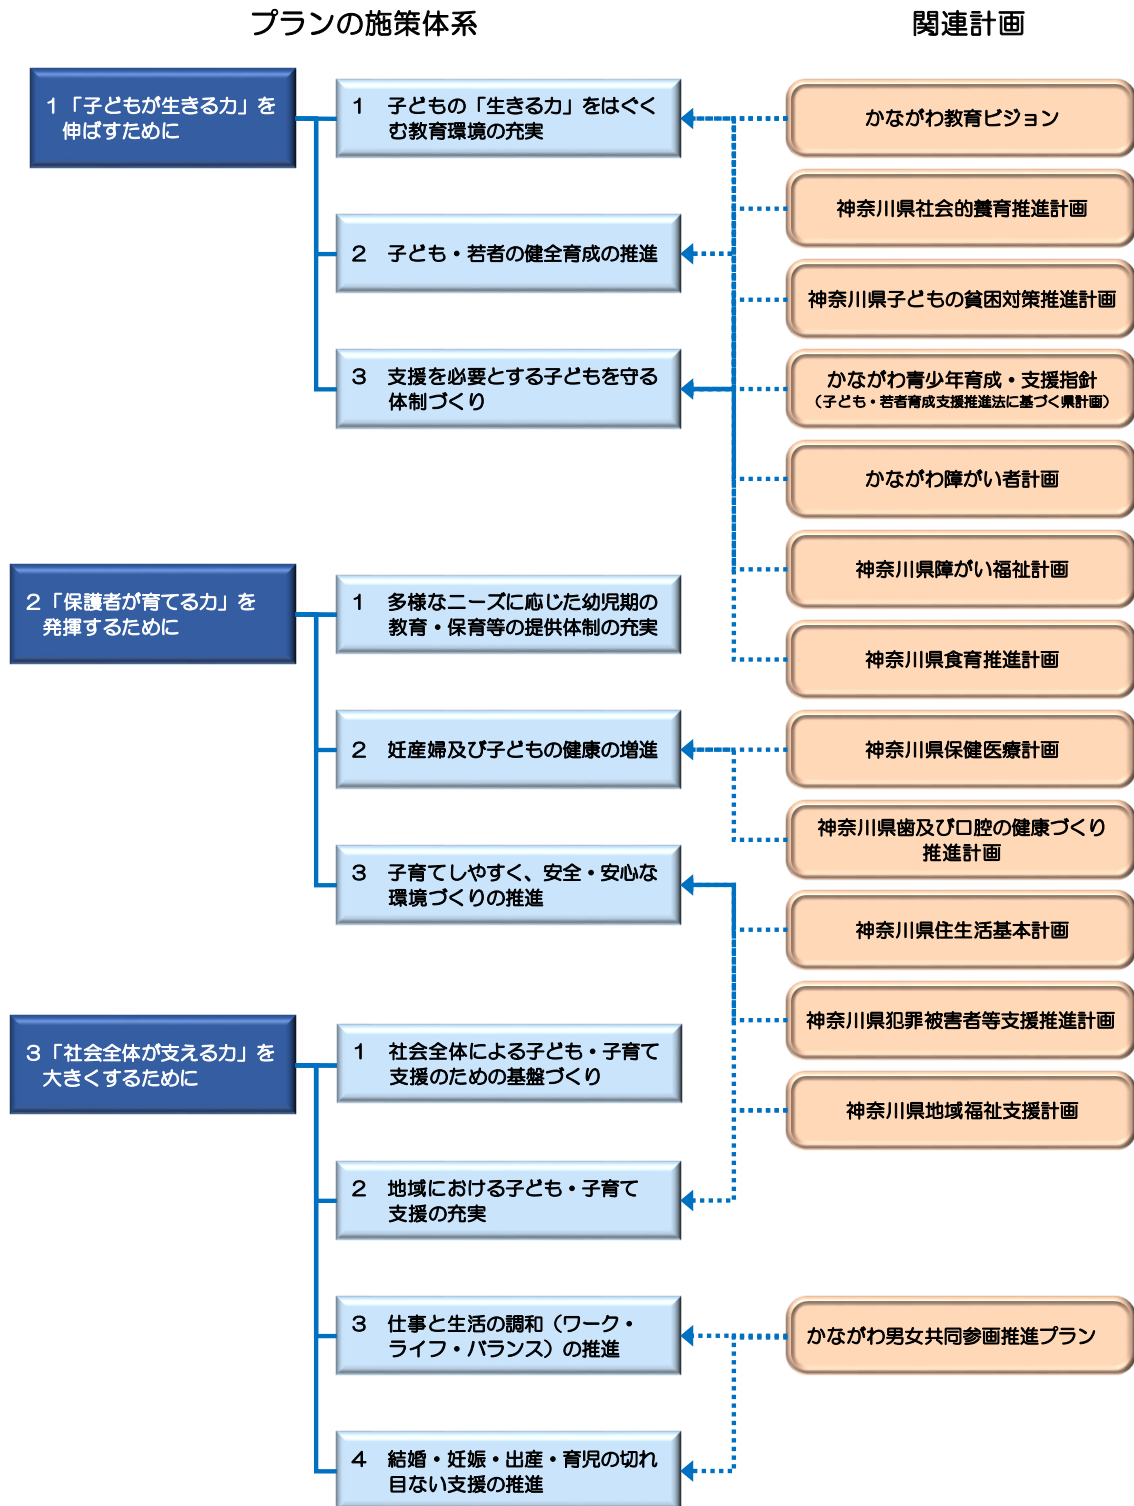 プランの施策体系
関連計画
1「子どもが生きる力」を
伸ばすために
1 子どもの「生きる力」をはぐく
む教育環境の充実
2 子ども・若者の健全育成の推進
3 支援を必要とする子どもを守る
体制づくり
2「保護者が育てる力」を
発揮するために
1 多様なニーズに応じた幼児期の
教育・保育等の提供体制の充実
2 妊産婦及び子どもの健康の増進
3 子育てしやすく、安全・安心な
環境づくりの推進
3「社会全体が支える力」を
大きくするために
1 社会全体による子ども・子育て
支援のための基盤づくり
2 地域における子ども・子育て
支援の充実
3 仕事と生活の調和（ワーク・
ライフ・バランス）の推進
4 結婚・妊娠・出産・育児の切れ
目ない支援の推進
かながわ教育ビジョン
神奈川県社会的養育推進計画
神奈川県子どもの貧困対策推進計画
かながわ青少年育成・支援指針
（子ども・若者育成支援推進法に基づく県計画）
かながわ障がい者計画
神奈川県障がい福祉計画
神奈川県食育推進計画
神奈川県保健医療計画
神奈川県歯及び口腔の健康づくり
推進計画
神奈川県住生活基本計画
神奈川県犯罪被害者等支援推進計画
神奈川県地域福祉支援計画
かながわ男女共同参画推進プラン